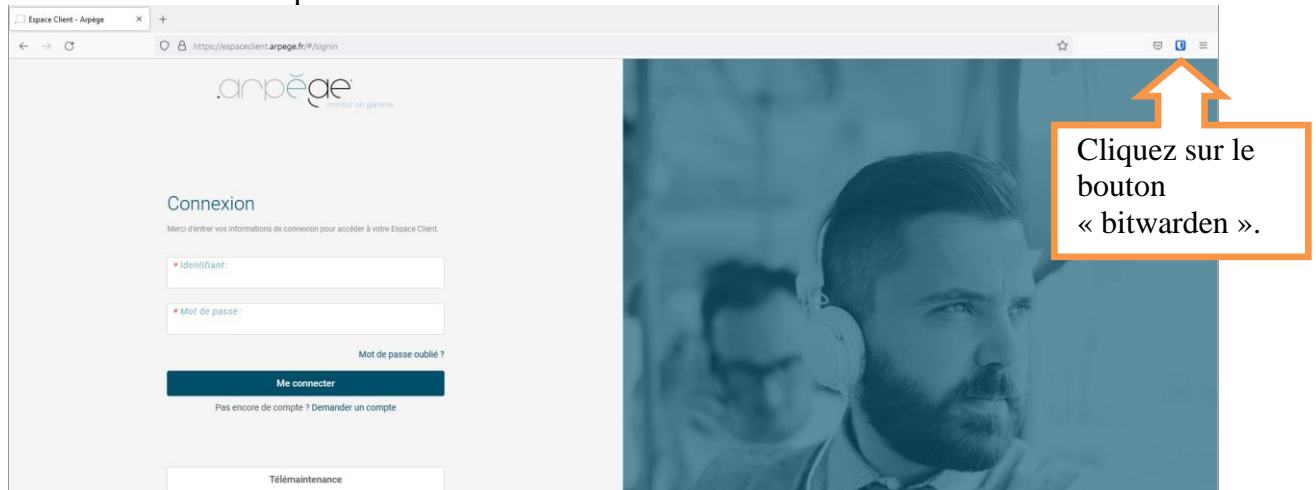 Espace Client - Arpège
https://espaceclient.arpege.fr/#/signin
.arpège
monter en gamme
Cliquez sur le
bouton
« bitwarden ».
Connexion
Merci d'entrer vos informations de connexion pour accéder à votre Espace Client.
* Identifiant :
* Mot de passe :
Mot de passe oublié ?
Me connecter
Pas encore de compte ? Demander un compte
Télémaintenance